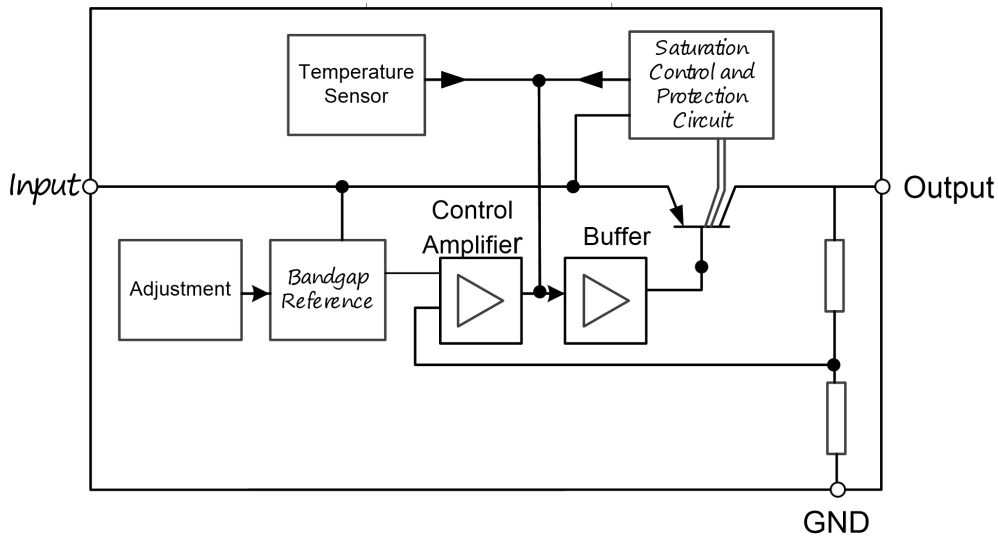 Temperature
Sensor
Saturation
Control and
Protection
Circuit
Input
Output
Control
Amplifier
Buffer
Adjustment
Bandgap
Reference
GND